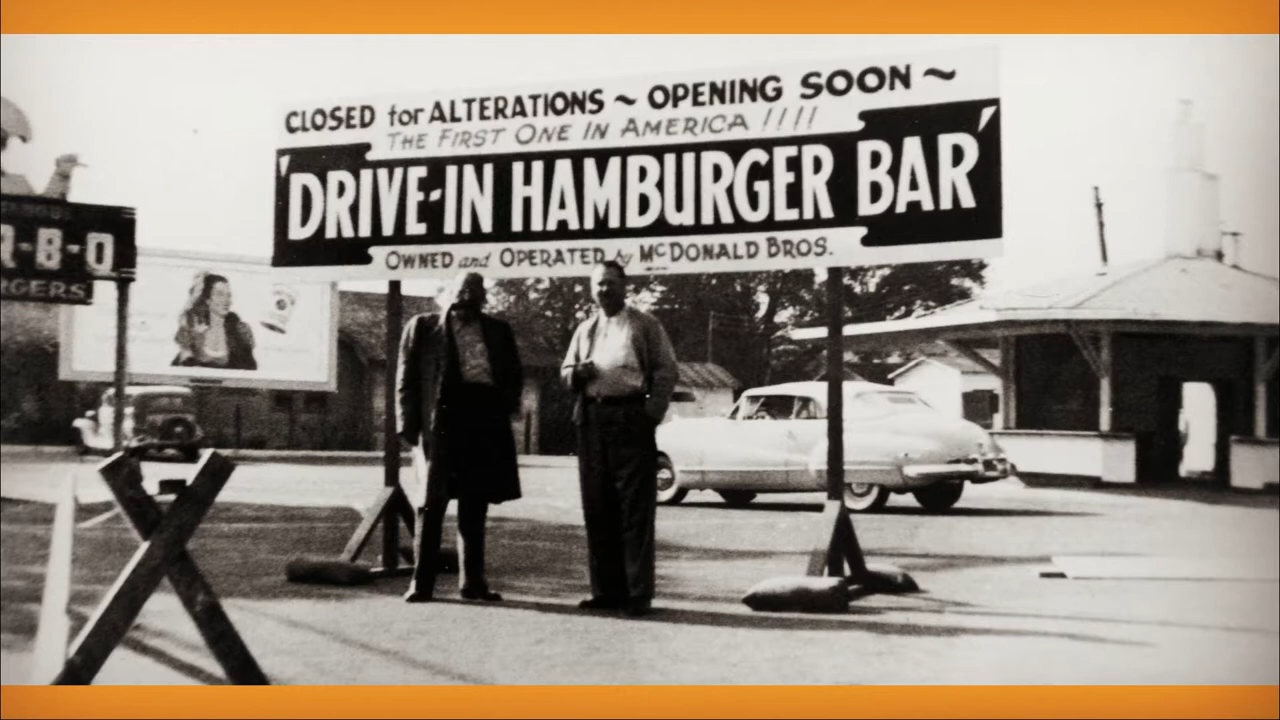 CLOSED for ALTERATIONS ~ OPENING SOON ~
THE FIRST ONE IN AMERICA !!!!
'DRIVE-IN HAMBURGER BAR'
OWNED and OPERATED by McDONALD BROS.
R-B-Q
RGERS